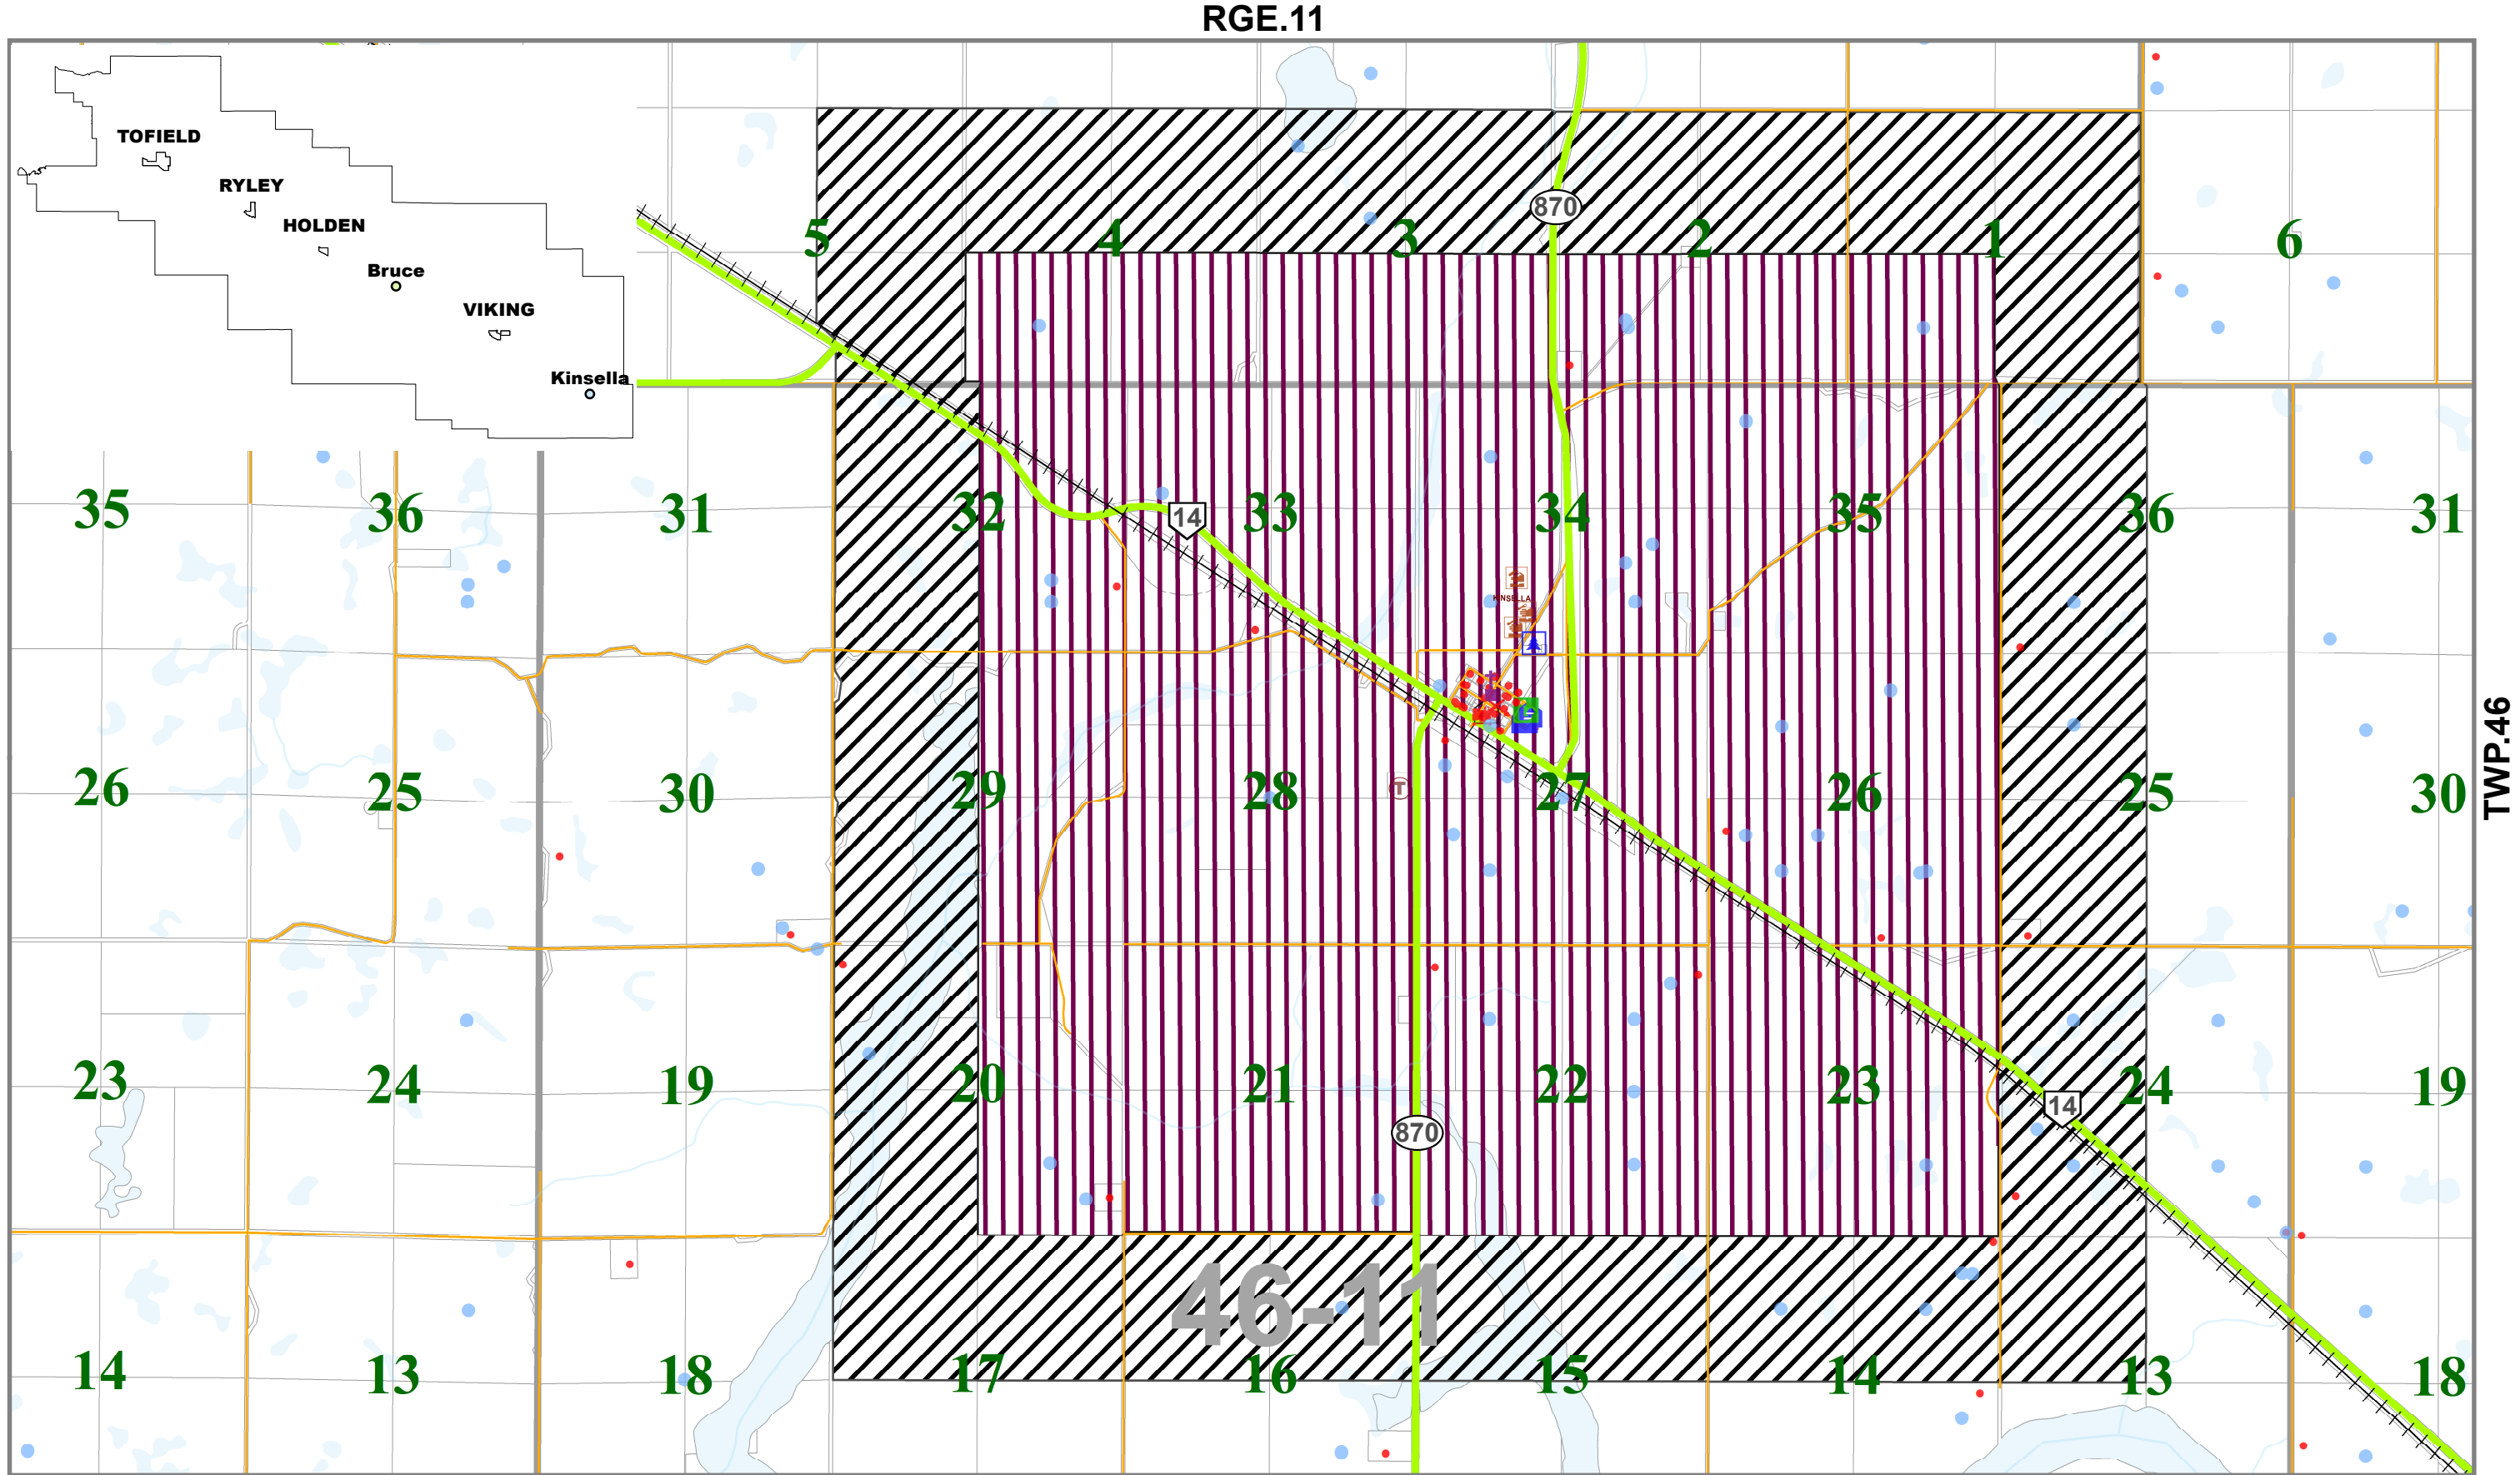 RGE.11
TOFIELD
RYLEY
HOLDEN
Bruce
VIKING
Kinsella
870
5 4 3 2 1 6
35 36 31 32 14 33 34 35 36 31
KINSELLA
26 25 30 29 28 T 27 26 25 30
TWP.46
23 24 19 20 21 22 23 24 19
14
870
46-11
14 13 18 17 16 15 14 13 18